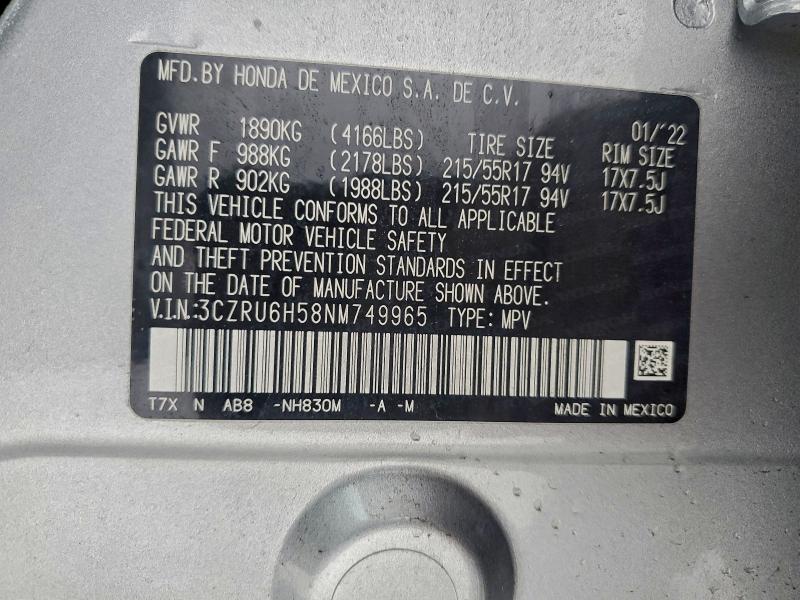 MFD.BY HONDA DE MEXICO S.A. DE C.V.
01/'22
GVWR 1890KG (4166LBS) TIRE SIZE RIM SIZE
GAWR F 988KG (2178LBS) 215/55R17 94V 17X7.5J
GAWR R 902KG (1988LBS) 215/55R17 94V 17X7.5J
THIS VEHICLE CONFORMS TO ALL APPLICABLE
FEDERAL MOTOR VEHICLE SAFETY
AND THEFT PREVENTION STANDARDS IN EFFECT
ON THE DATE OF MANUFACTURE SHOWN ABOVE.
V.I.N.:3CZRU6H58NM749965 TYPE: MPV
T7X N AB8 -NH830M -A -M MADE IN MEXICO